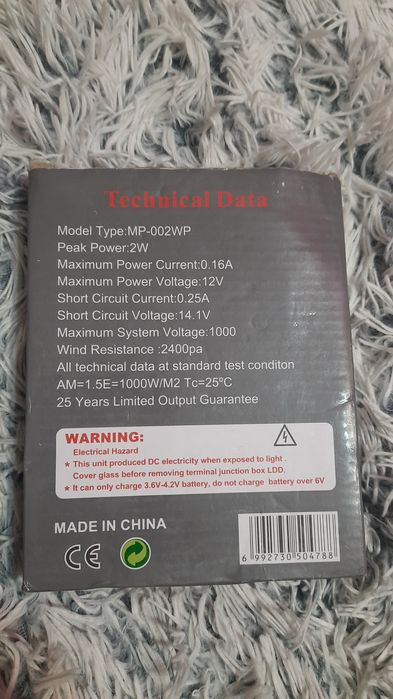 Technical Data
Model Type:MP-002WP
Peak Power:2W
Maximum Power Current:0.16A
Maximum Power Voltage:12V
Short Circuit Current:0.25A
Short Circuit Voltage:14.1V
Maximum System Voltage:1000
Wind Resistance :2400pa
All technical data at standard test conditon
AM=1.5E=1000W/M2 Tc=25ºC
25 Years Limited Output Guarantee
WARNING:
Electrical Hazard
★ This unit produced DC electricity when exposed to light .
Cover glass before removing terminal junction box LDD.
★ It can only charge 3.6V-4.2V battery, do not charge battery over 6V
MADE IN CHINA
CE
6 992730 504788